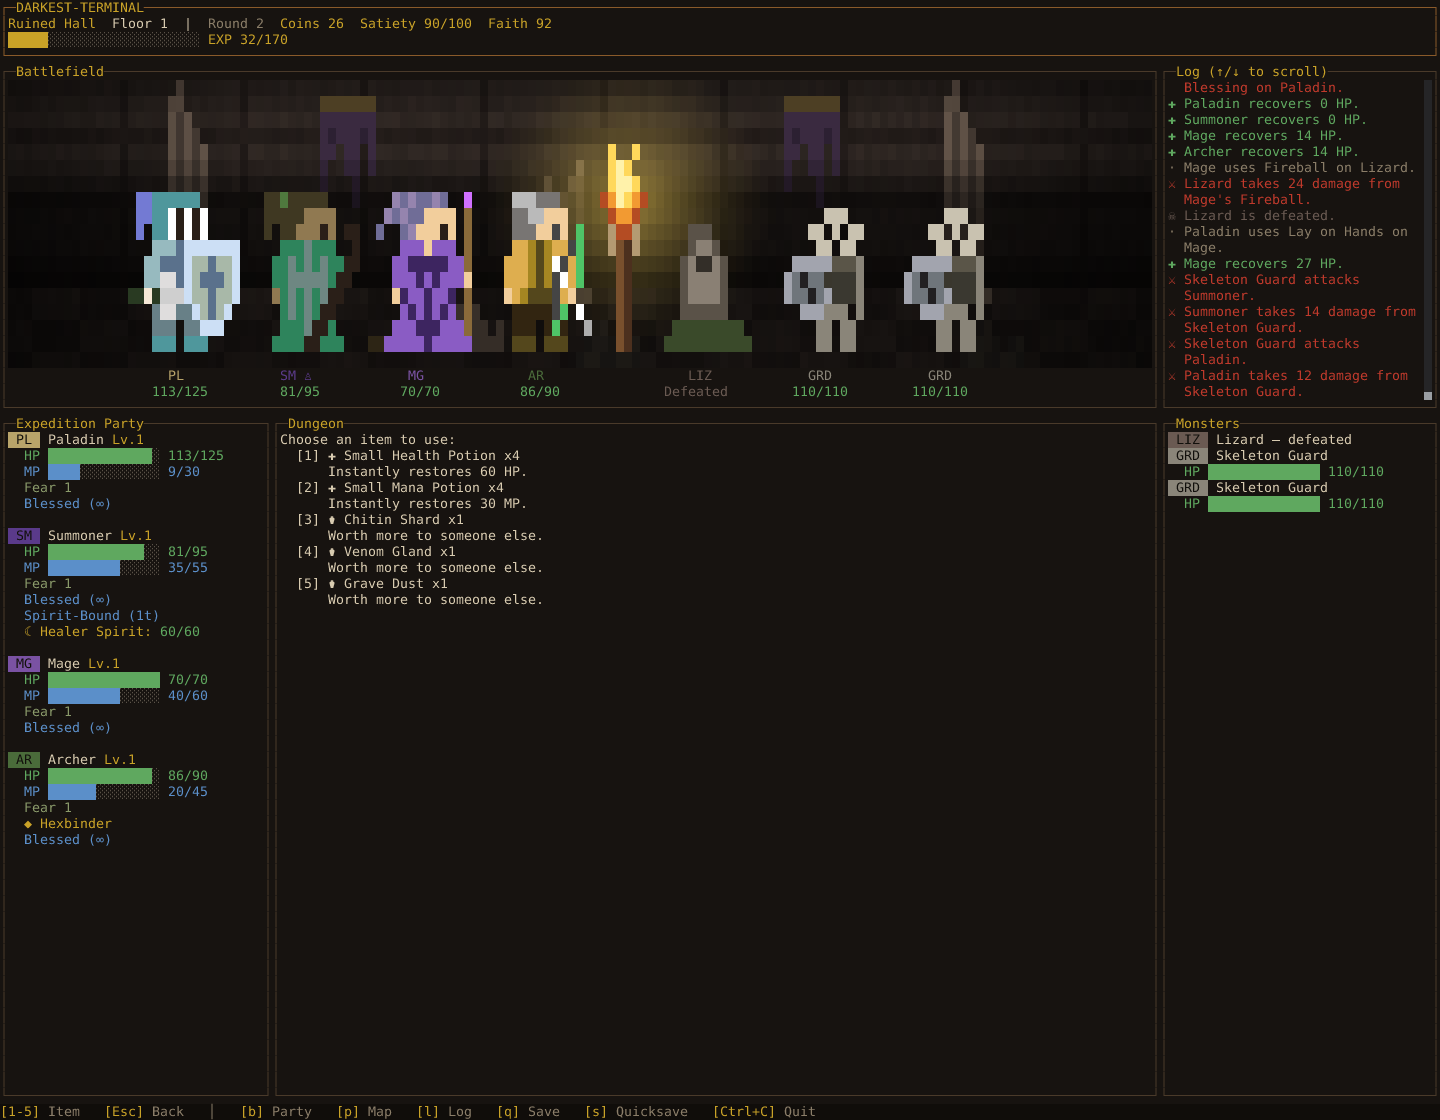 DARKEST-TERMINAL
Ruined Hall  Floor 1  |  Round 2  Coins 26  Satiety 90/100  Faith 92
EXP 32/170
Battlefield
PL  SM ♙  MG  AR  LIZ  GRD  GRD
113/125  81/95  70/70  86/90  Defeated  110/110  110/110
Log (↑/↓ to scroll)
Blessing on Paladin.
✚ Paladin recovers 0 HP.
✚ Summoner recovers 0 HP.
✚ Mage recovers 14 HP.
✚ Archer recovers 14 HP.
· Mage uses Fireball on Lizard.
⚔ Lizard takes 24 damage from
Mage's Fireball.
☠ Lizard is defeated.
· Paladin uses Lay on Hands on
Mage.
✚ Mage recovers 27 HP.
⚔ Skeleton Guard attacks
Summoner.
⚔ Summoner takes 14 damage from
Skeleton Guard.
⚔ Skeleton Guard attacks
Paladin.
⚔ Paladin takes 12 damage from
Skeleton Guard.
Expedition Party
PL Paladin Lv.1
HP 113/125
MP 9/30
Fear 1
Blessed (∞)
SM Summoner Lv.1
HP 81/95
MP 35/55
Fear 1
Blessed (∞)
Spirit-Bound (1t)
☾ Healer Spirit: 60/60
MG Mage Lv.1
HP 70/70
MP 40/60
Fear 1
Blessed (∞)
AR Archer Lv.1
HP 86/90
MP 20/45
Fear 1
◆ Hexbinder
Blessed (∞)
Dungeon
Choose an item to use:
[1] ✚ Small Health Potion x4
Instantly restores 60 HP.
[2] ✚ Small Mana Potion x4
Instantly restores 30 MP.
[3] ⚱ Chitin Shard x1
Worth more to someone else.
[4] ⚱ Venom Gland x1
Worth more to someone else.
[5] ⚱ Grave Dust x1
Worth more to someone else.
Monsters
LIZ Lizard — defeated
GRD Skeleton Guard
HP 110/110
GRD Skeleton Guard
HP 110/110
[1-5] Item  [Esc] Back  │  [b] Party  [p] Map  [l] Log  [q] Save  [s] Quicksave  [Ctrl+C] Quit